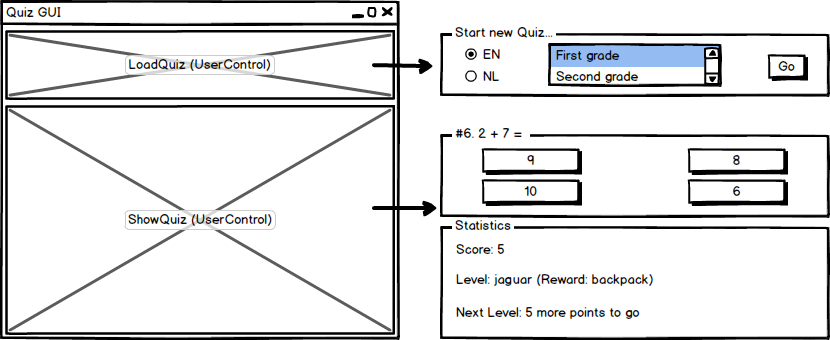 Quiz GUI
LoadQuiz (UserControl)
ShowQuiz (UserControl)
Start new Quiz...
EN
NL
First grade
Second grade
Go
#6. 2 + 7 =
9
8
10
6
Statistics
Score: 5
Level: jaguar (Reward: backpack)
Next Level: 5 more points to go